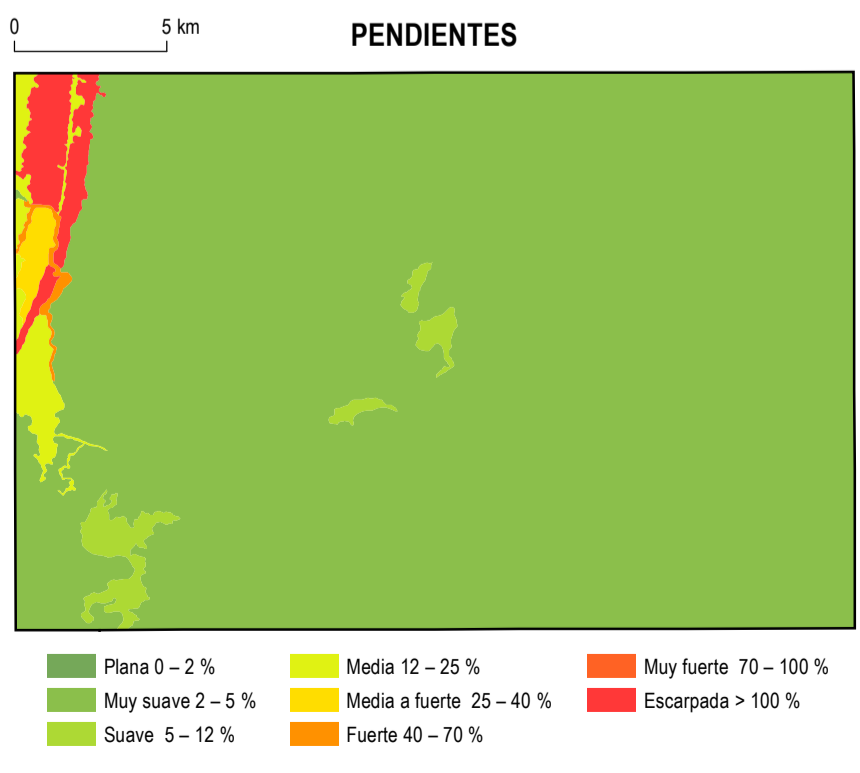 0 5 km
PENDIENTES
Plana 0 – 2 %
Muy suave 2 – 5 %
Suave 5 – 12 %
Media 12 – 25 %
Media a fuerte 25 – 40 %
Fuerte 40 – 70 %
Muy fuerte 70 – 100 %
Escarpada > 100 %